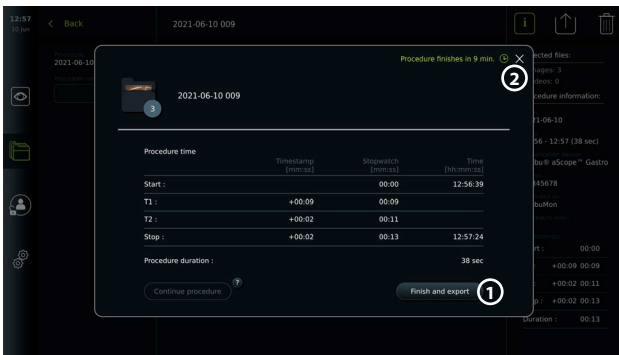 12:57
10 Jun
Back
2021-06-10 009
i
Procedure finishes in 9 min.
2
2021-06-10
3
2021-06-10 009
ected files:
ages: 3
deos: 0
cedure information:
21-06-10
56 - 12:57 (38 sec)
bu® aScope™ Gastro
345678
buMon
Procedure time
Timestamp Stopwatch Time
[mm:ss] [mm:ss] [hh:mm:ss]
Start : 00:00 12:56:39
T1 : +00:09 00:09
T2 : +00:02 00:11
Stop : +00:02 00:13 12:57:24
Procedure duration : 38 sec
Continue procedure ?
Finish and export 1
rt : 00:00
: +00:09 00:09
: +00:02 00:11
p : +00:02 00:13
Duration : 00:13